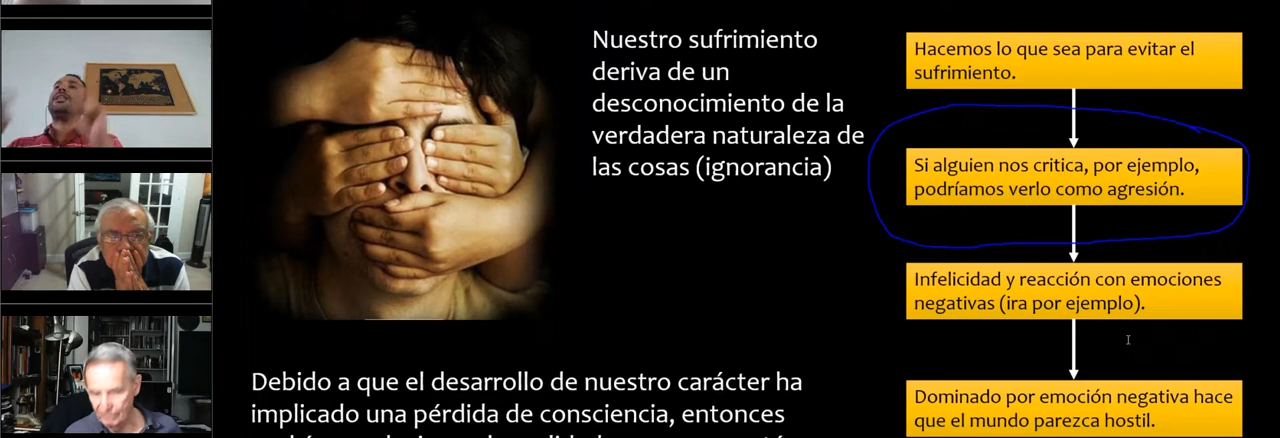 Nuestro sufrimiento
deriva de un
desconocimiento de la
verdadera naturaleza de
las cosas (ignorancia)
Debido a que el desarrollo de nuestro carácter ha
implicado una pérdida de consciencia, entonces
Hacemos lo que sea para evitar el
sufrimiento.
Si alguien nos critica, por ejemplo,
podríamos verlo como agresión.
Infelicidad y reacción con emociones
negativas (ira por ejemplo).
Dominado por emoción negativa hace
que el mundo parezca hostil.